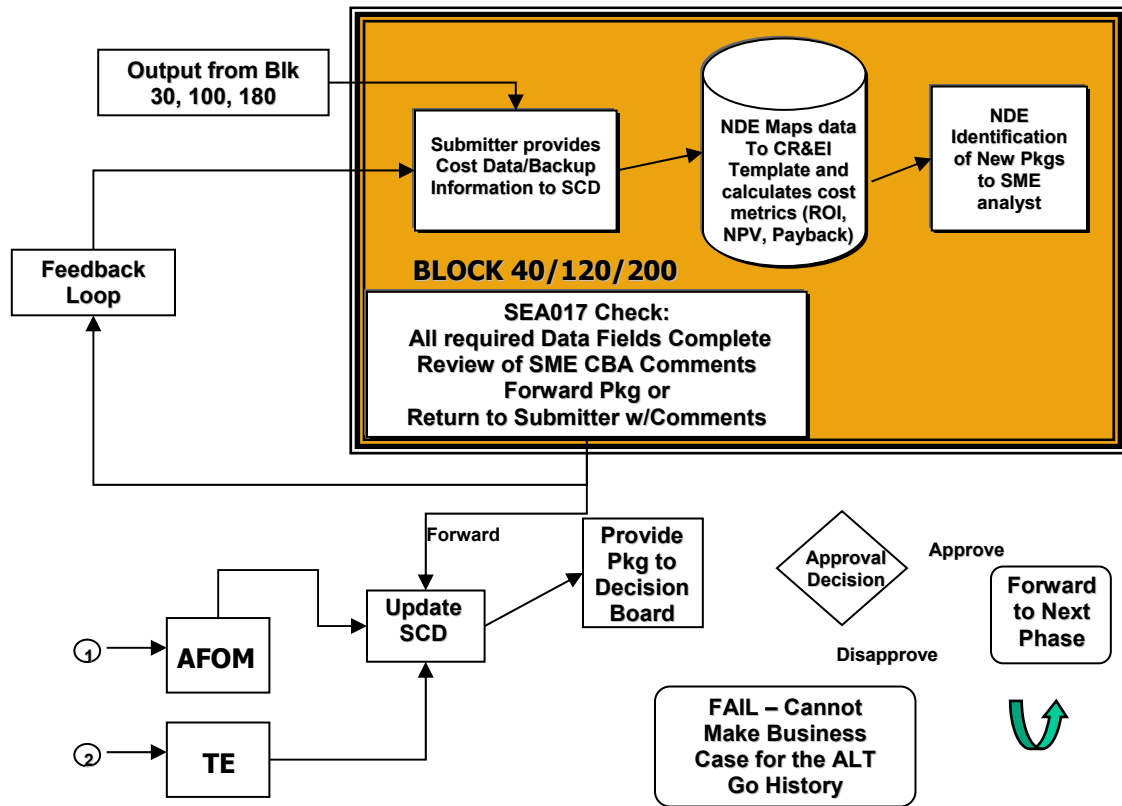 Output from Blk
30, 100, 180
Submitter provides
Cost Data/Backup
Information to SCD
NDE Maps data
To CR&EI
Template and
calculates cost
metrics (ROI,
NPV, Payback)
NDE
Identification
of New Pkgs
to SME
analyst
Feedback
Loop
BLOCK 40/120/200
SEA017 Check:
All required Data Fields Complete
Review of SME CBA Comments
Forward Pkg or
Return to Submitter w/Comments
Forward
Provide
Pkg to
Decision
Board
Approval
Decision
Approve
Forward
to Next
Phase
Update
SCD
1
AFOM
Disapprove
2
TE
FAIL – Cannot
Make Business
Case for the ALT
Go History